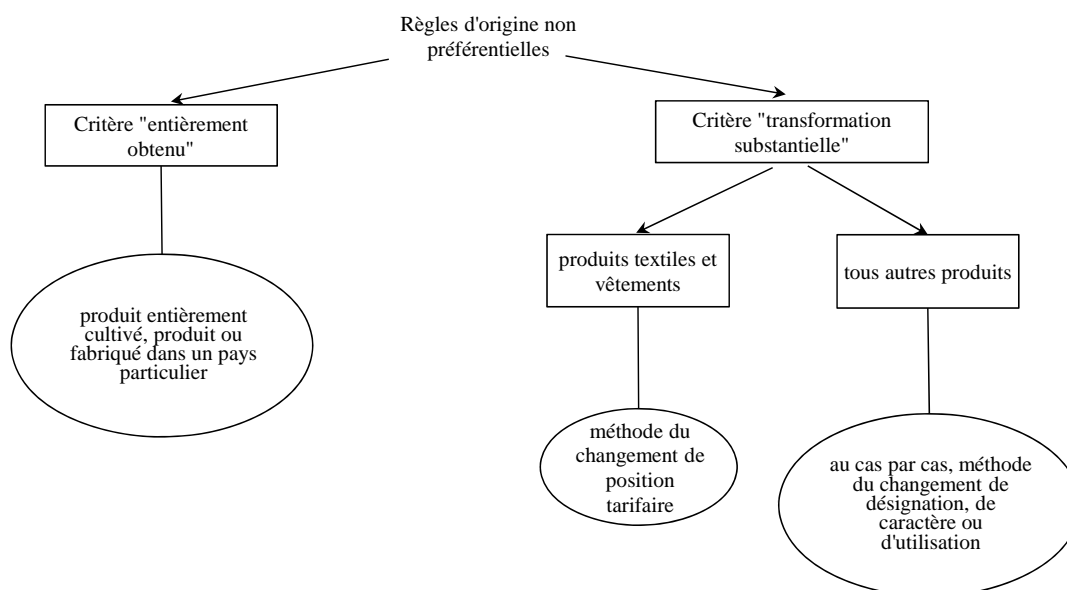 Règles d'origine non
préférentielles
Critère "entièrement
obtenu"
Critère "transformation
substantielle"
produits textiles et
vêtements
tous autres produits
produit entièrement
cultivé, produit ou
fabriqué dans un pays
particulier
méthode du
changement de
position
tarifaire
au cas par cas, méthode
du changement de
désignation, de
caractère ou
d'utilisation